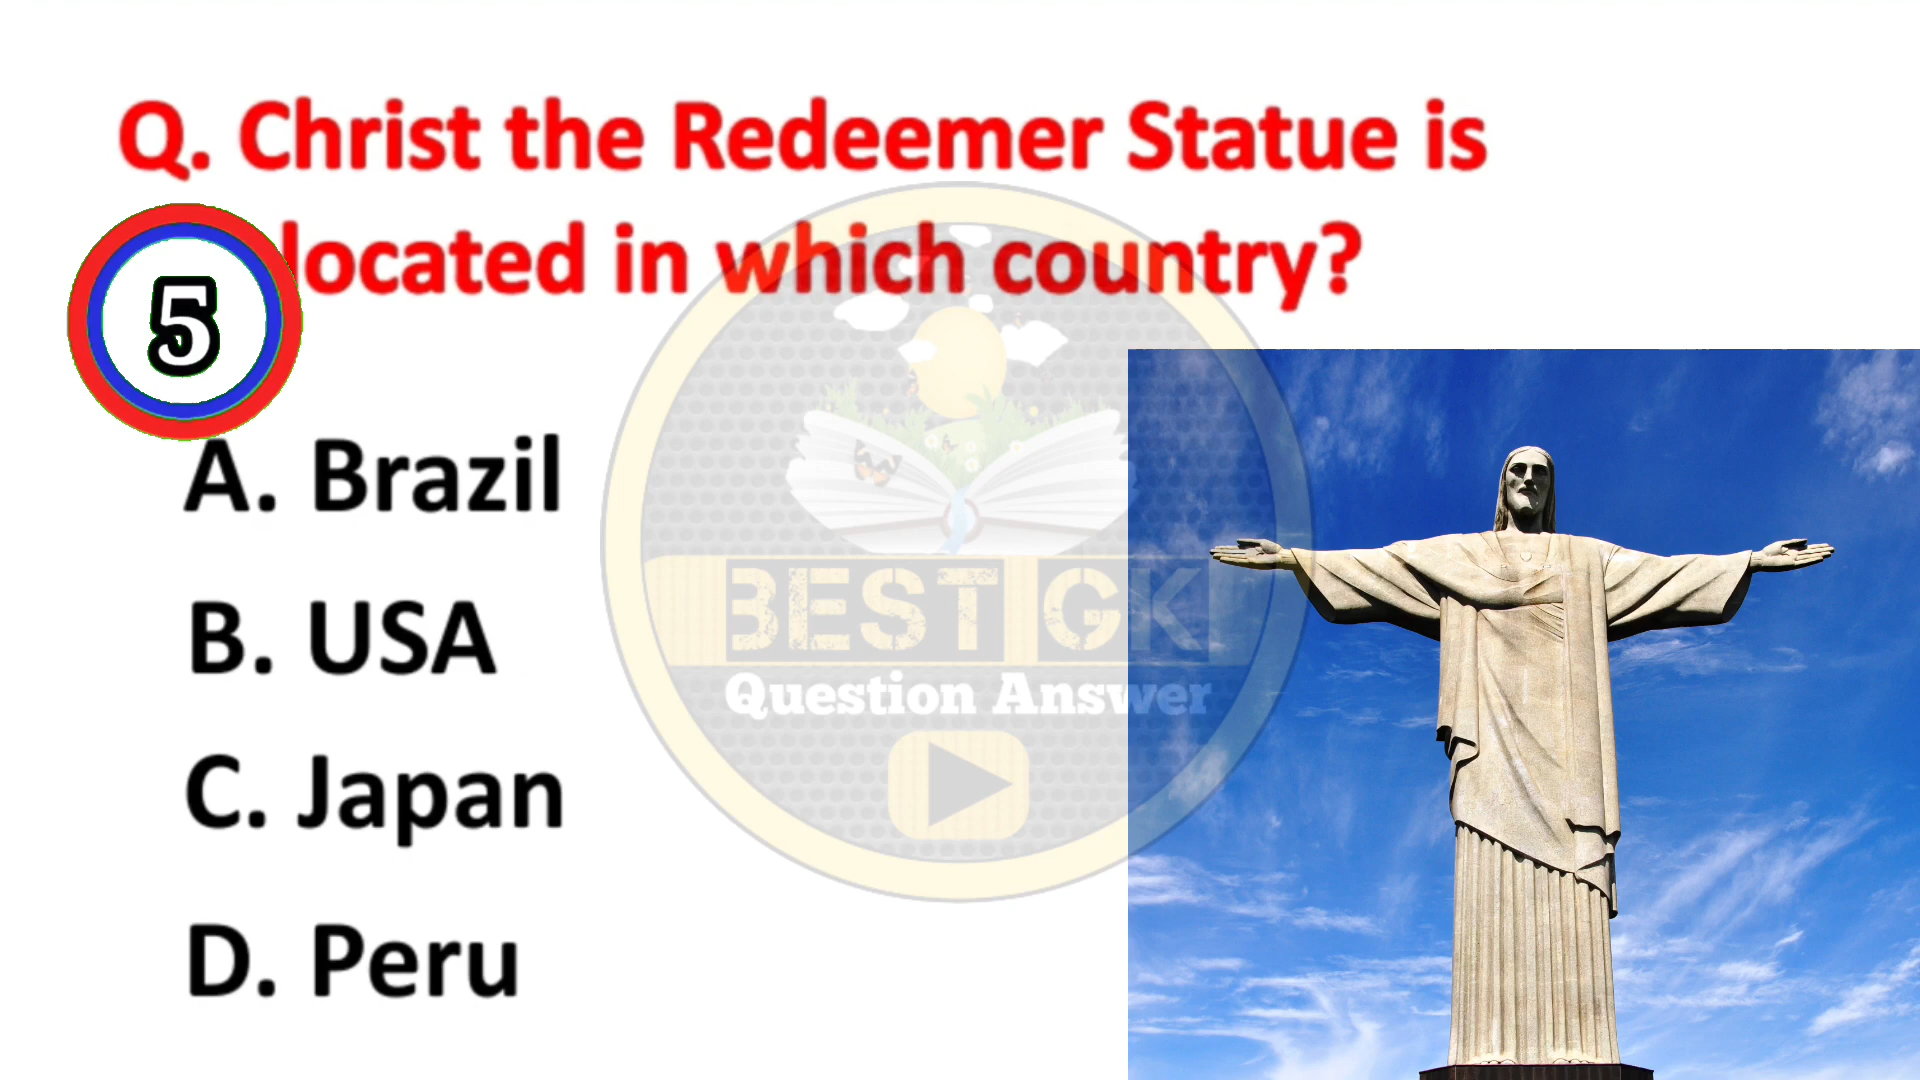 Q. Christ the Redeemer Statue is
located in which country?
5
A. Brazil
B. USA
C. Japan
D. Peru
BEST GK
Question Answer